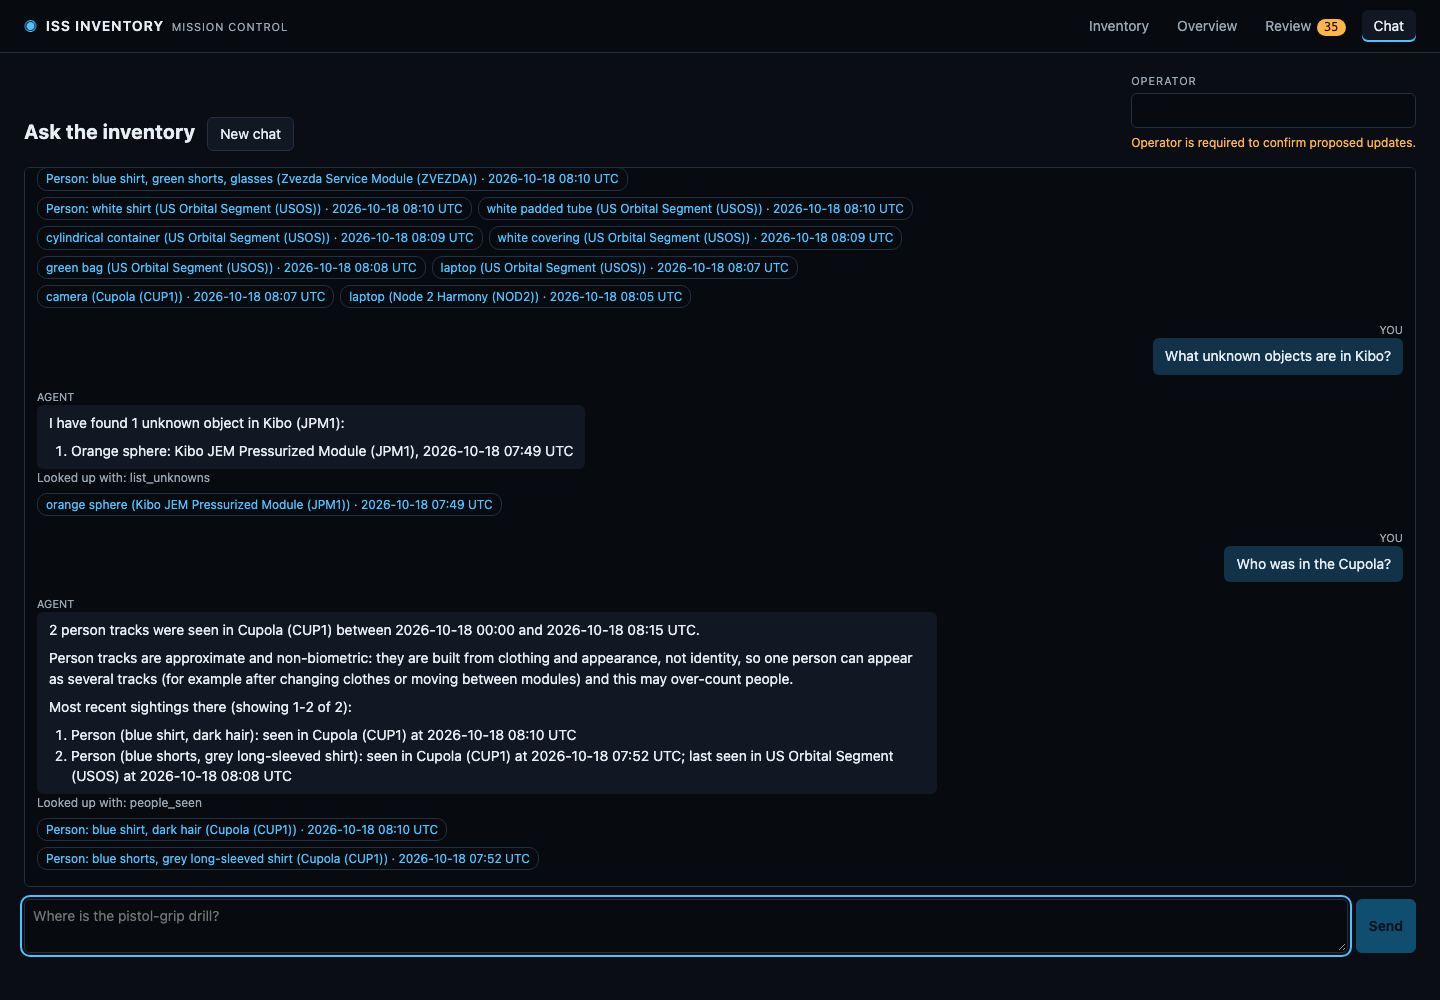 ISS INVENTORY MISSION CONTROL
Inventory Overview Review 35 Chat
OPERATOR
Ask the inventory New chat
Operator is required to confirm proposed updates.
Person: blue shirt, green shorts, glasses (Zvezda Service Module (ZVEZDA)) · 2026-10-18 08:10 UTC
Person: white shirt (US Orbital Segment (USOS)) · 2026-10-18 08:10 UTC white padded tube (US Orbital Segment (USOS)) · 2026-10-18 08:10 UTC
cylindrical container (US Orbital Segment (USOS)) · 2026-10-18 08:09 UTC white covering (US Orbital Segment (USOS)) · 2026-10-18 08:09 UTC
green bag (US Orbital Segment (USOS)) · 2026-10-18 08:08 UTC laptop (US Orbital Segment (USOS)) · 2026-10-18 08:07 UTC
camera (Cupola (CUP1)) · 2026-10-18 08:07 UTC laptop (Node 2 Harmony (NOD2)) · 2026-10-18 08:05 UTC
YOU
What unknown objects are in Kibo?
AGENT
I have found 1 unknown object in Kibo (JPM1):
1. Orange sphere: Kibo JEM Pressurized Module (JPM1), 2026-10-18 07:49 UTC
Looked up with: list_unknowns
orange sphere (Kibo JEM Pressurized Module (JPM1)) · 2026-10-18 07:49 UTC
YOU
Who was in the Cupola?
AGENT
2 person tracks were seen in Cupola (CUP1) between 2026-10-18 00:00 and 2026-10-18 08:15 UTC.
Person tracks are approximate and non-biometric: they are built from clothing and appearance, not identity, so one person can appear
as several tracks (for example after changing clothes or moving between modules) and this may over-count people.
Most recent sightings there (showing 1-2 of 2):
1. Person (blue shirt, dark hair): seen in Cupola (CUP1) at 2026-10-18 08:10 UTC
2. Person (blue shorts, grey long-sleeved shirt): seen in Cupola (CUP1) at 2026-10-18 07:52 UTC; last seen in US Orbital Segment
(USOS) at 2026-10-18 08:08 UTC
Looked up with: people_seen
Person: blue shirt, dark hair (Cupola (CUP1)) · 2026-10-18 08:10 UTC
Person: blue shorts, grey long-sleeved shirt (Cupola (CUP1)) · 2026-10-18 07:52 UTC
Where is the pistol-grip drill?
Send